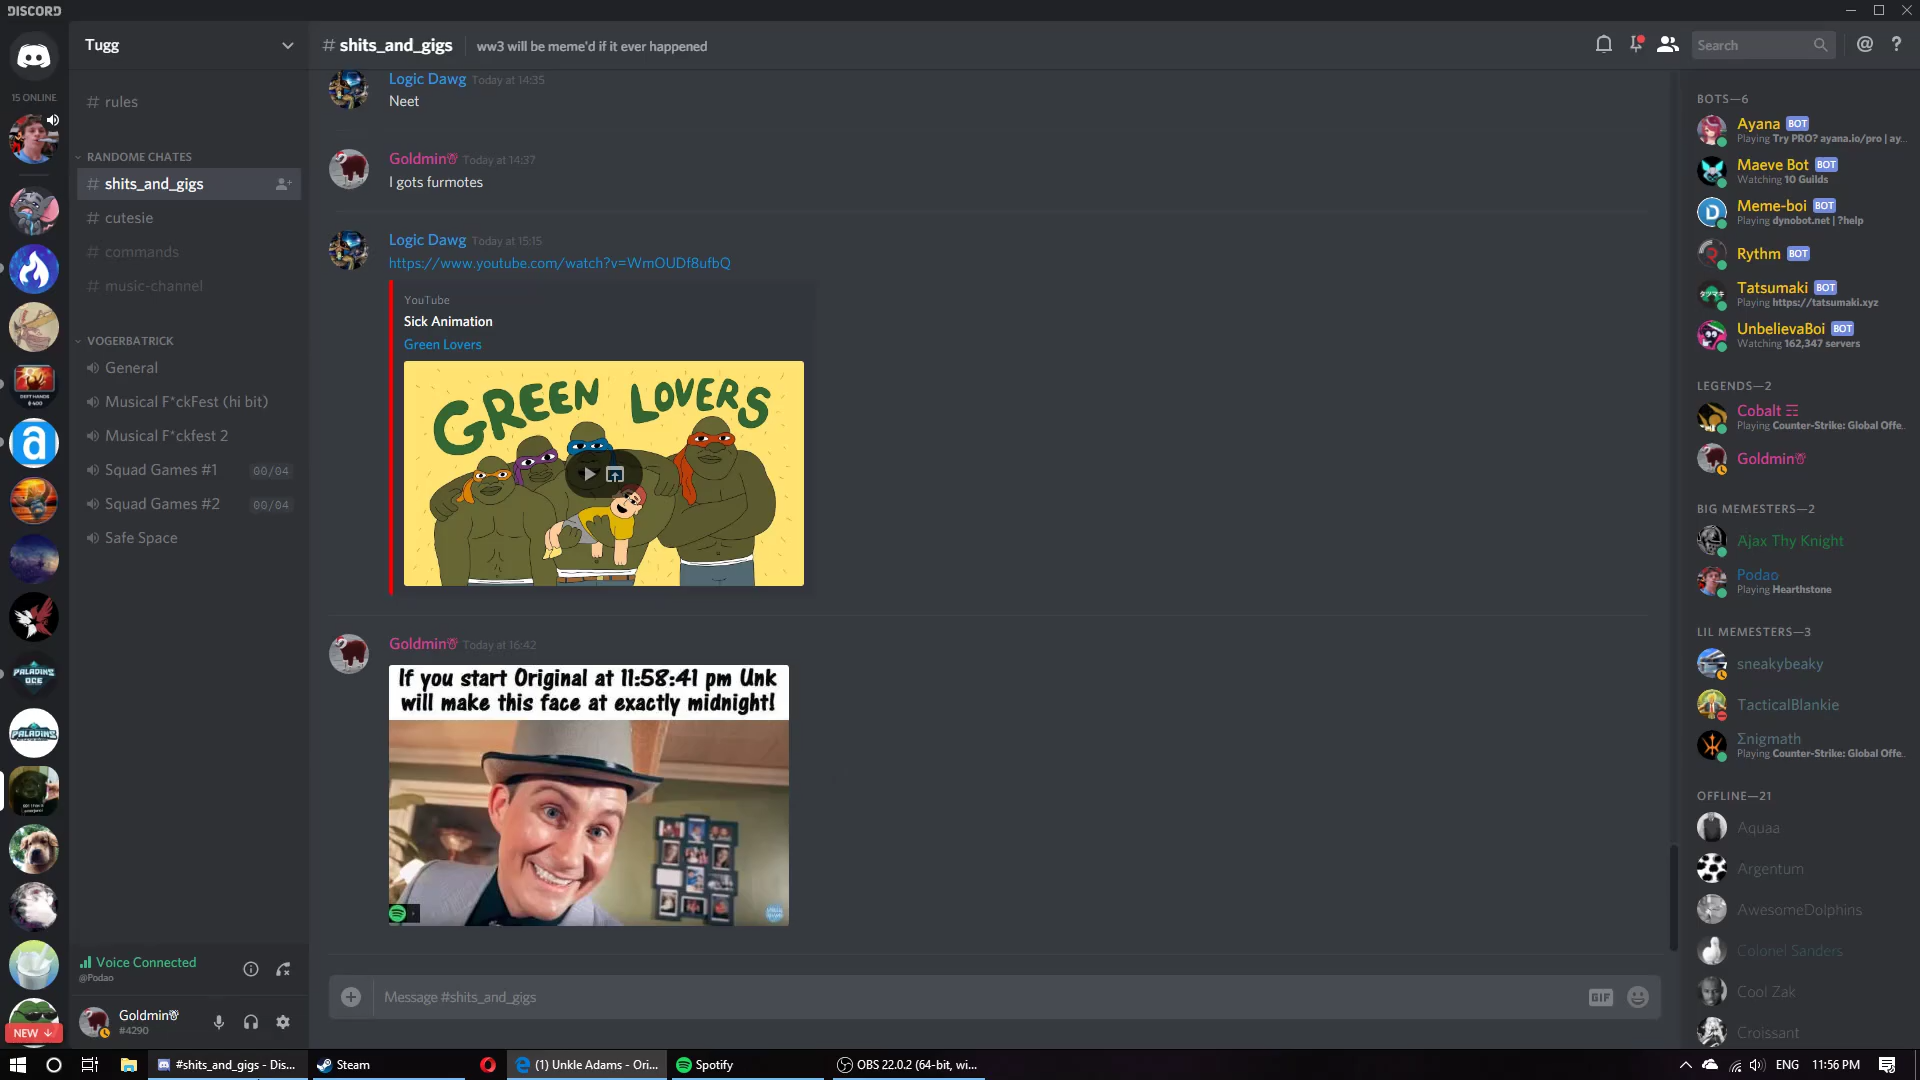 DISCORD
15 ONLINE
NEW ↓
Tugg
# rules
RANDOME CHATES
# shits_and_gigs
# cutesie
# commands
# music-channel
VOGERBATRICK
General
Musical F*ckFest (hi bit)
Musical F*ckfest 2
Squad Games #1 00/04
Squad Games #2 00/04
Safe Space
Voice Connected
@Podao
Goldmin
#4290
# shits_and_gigs ww3 will be meme'd if it ever happened
Search
Logic Dawg Today at 14:35
Neet
Goldmin Today at 14:37
I gots furmotes
Logic Dawg Today at 15:15
https://www.youtube.com/watch?v=WmOUDf8ufbQ
YouTube
Sick Animation
Green Lovers
GREEN LOVERS
Goldmin Today at 16:42
If you start Original at 11:58:41 pm Unk
will make this face at exactly midnight!
Message #shits_and_gigs
GIF
BOTS—6
Ayana BOT
Playing Try PRO? ayana.io/pro | ay...
Maeve Bot BOT
Watching 10 Guilds
Meme-boi BOT
Playing dynobot.net | ?help
Rythm BOT
Tatsumaki BOT
Playing https://tatsumaki.xyz
UnbelievaBoi BOT
Watching 162,347 servers
LEGENDS—2
Cobalt
Playing Counter-Strike: Global Offe..
Goldmin
BIG MEMESTERS—2
Ajax Thy Knight
Podao
Playing Hearthstone
LIL MEMESTERS—3
sneakybeaky
TacticalBlankie
Σnigmath
Playing Counter-Strike: Global Offe..
OFFLINE—21
Aquaa
Argentum
AwesomeDolphins
Colonel Sanders
Cool Zak
Croissant
#shits_and_gigs - Dis...
Steam
(1) Unkle Adams - Ori...
Spotify
OBS 22.0.2 (64-bit, wi...
ENG
11:56 PM